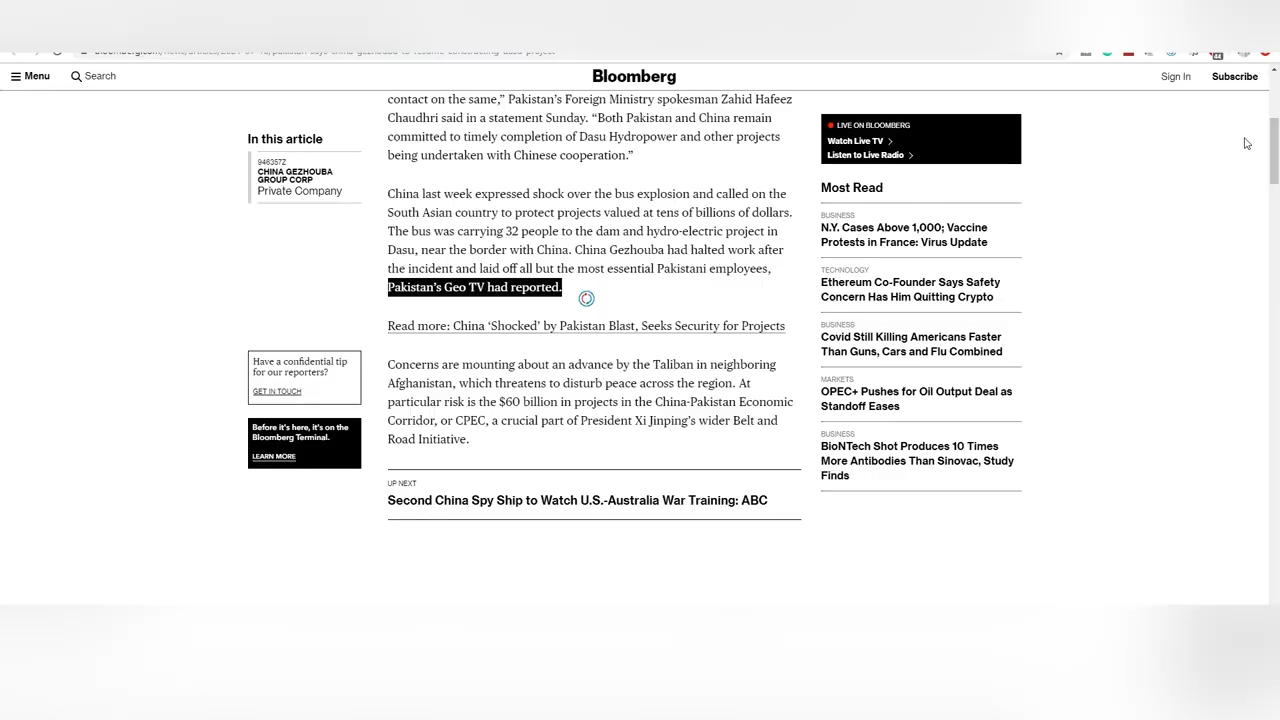 Menu
Search
Bloomberg
Sign In
Subscribe
contact on the same,” Pakistan’s Foreign Ministry spokesman Zahid Hafeez
Chaudhri said in a statement Sunday. “Both Pakistan and China remain
committed to timely completion of Dasu Hydropower and other projects
being undertaken with Chinese cooperation.”
In this article
946357Z
CHINA GEZHOUBA
GROUP CORP
Private Company
China last week expressed shock over the bus explosion and called on the
South Asian country to protect projects valued at tens of billions of dollars.
The bus was carrying 32 people to the dam and hydro-electric project in
Dasu, near the border with China. China Gezhouba had halted work after
the incident and laid off all but the most essential Pakistani employees,
Pakistan’s Geo TV had reported.
Read more: China ‘Shocked’ by Pakistan Blast, Seeks Security for Projects
Have a confidential tip
for our reporters?
GET IN TOUCH
Before it’s here, it’s on the
Bloomberg Terminal.
LEARN MORE
Concerns are mounting about an advance by the Taliban in neighboring
Afghanistan, which threatens to disturb peace across the region. At
particular risk is the $60 billion in projects in the China-Pakistan Economic
Corridor, or CPEC, a crucial part of President Xi Jinping’s wider Belt and
Road Initiative.
UP NEXT
Second China Spy Ship to Watch U.S.-Australia War Training: ABC
LIVE ON BLOOMBERG
Watch Live TV
Listen to Live Radio
Most Read
BUSINESS
N.Y. Cases Above 1,000; Vaccine
Protests in France: Virus Update
TECHNOLOGY
Ethereum Co-Founder Says Safety
Concern Has Him Quitting Crypto
BUSINESS
Covid Still Killing Americans Faster
Than Guns, Cars and Flu Combined
MARKETS
OPEC+ Pushes for Oil Output Deal as
Standoff Eases
BUSINESS
BioNTech Shot Produces 10 Times
More Antibodies Than Sinovac, Study
Finds